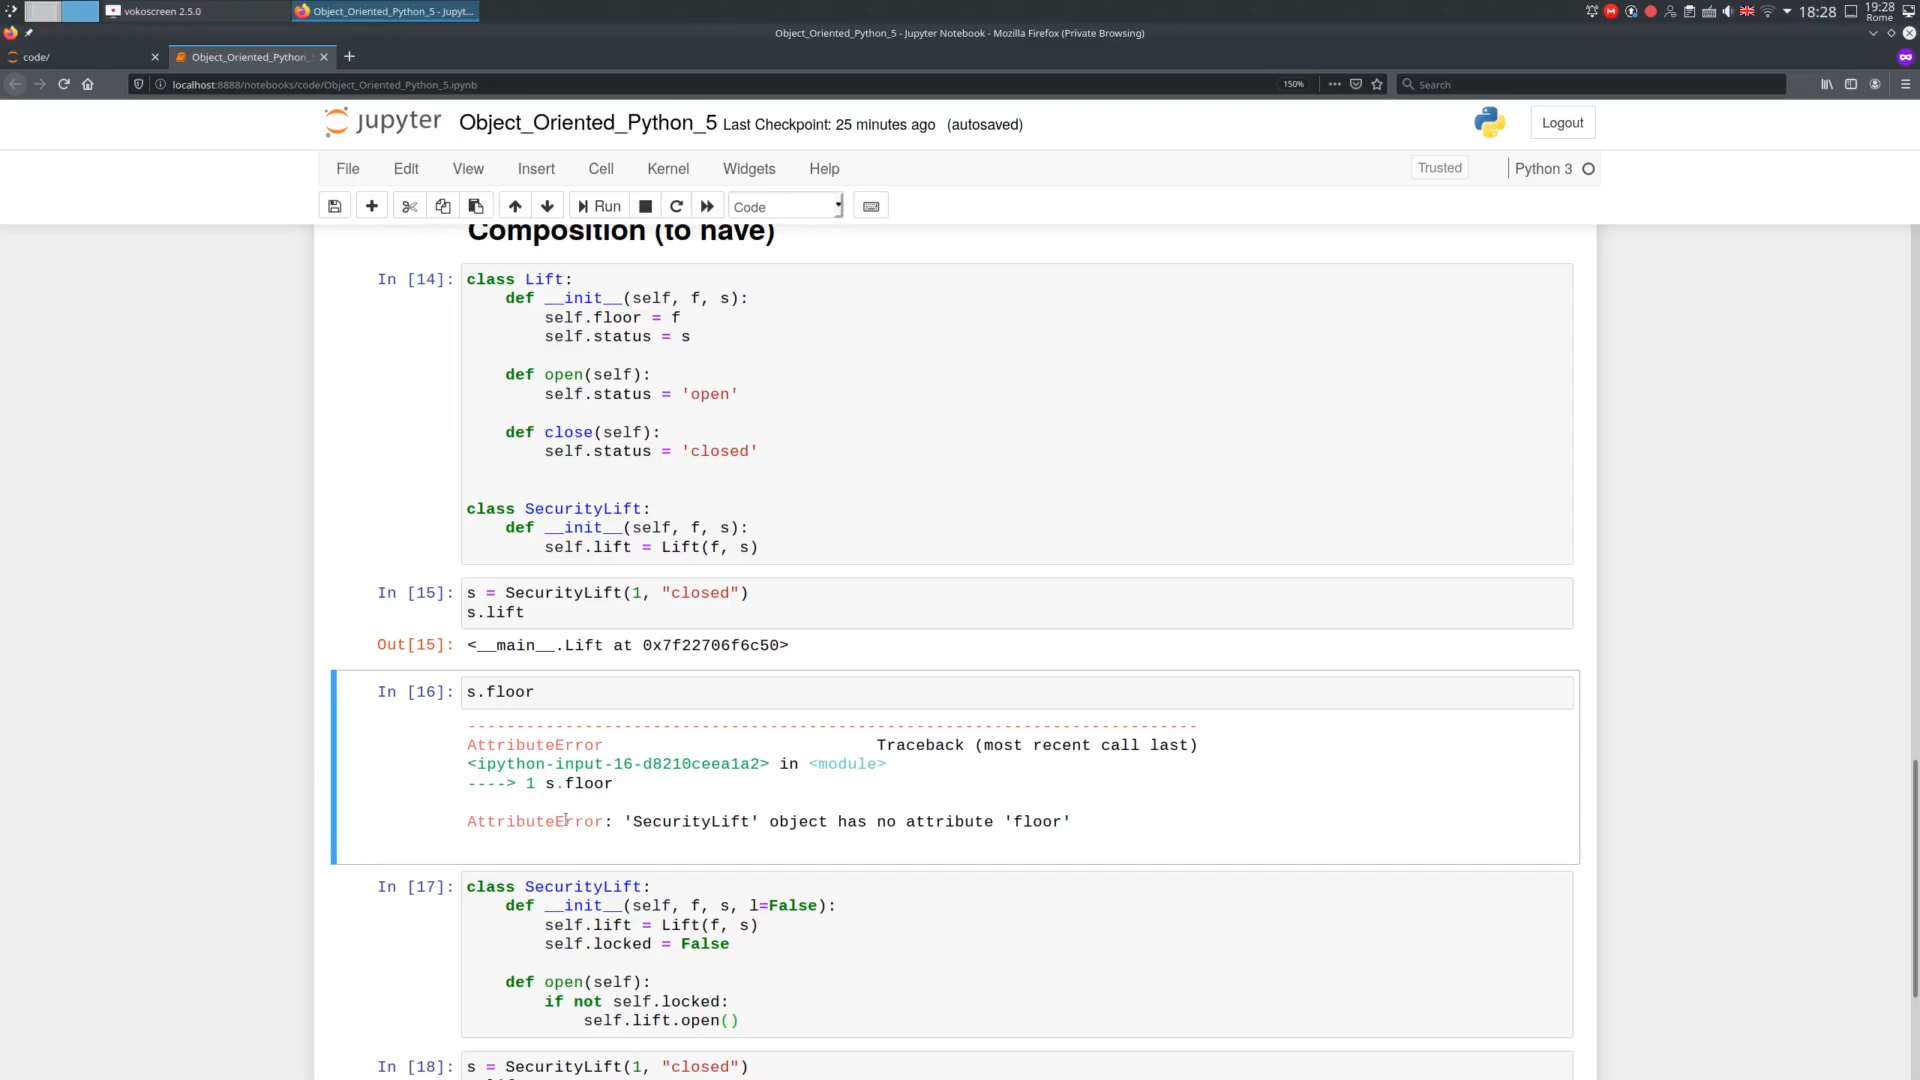 vokoscreen 2.5.0
Object_Oriented_Python_5 - Jupyt...
18:28
19:28
Rome
Object_Oriented_Python_5 - Jupyter Notebook - Mozilla Firefox (Private Browsing)
code/
Object_Oriented_Python_
localhost:8888/notebooks/code/Object_Oriented_Python_5.ipynb
150%
Search
jupyter
Object_Oriented_Python_5 Last Checkpoint: 25 minutes ago (autosaved)
Logout
File Edit View Insert Cell Kernel Widgets Help
Trusted
Python 3
Run
Code
Composition (to have)
In [14]: class Lift:
    def __init__(self, f, s):
        self.floor = f
        self.status = s
    def open(self):
        self.status = 'open'
    def close(self):
        self.status = 'closed'
class SecurityLift:
    def __init__(self, f, s):
        self.lift = Lift(f, s)
In [15]: s = SecurityLift(1, "closed")
s.lift
Out[15]: <__main__.Lift at 0x7f22706f6c50>
In [16]: s.floor
---------------------------------------------------------------------------
AttributeError                            Traceback (most recent call last)
<ipython-input-16-d8210ceea1a2> in <module>
----> 1 s.floor
AttributeError: 'SecurityLift' object has no attribute 'floor'
In [17]: class SecurityLift:
    def __init__(self, f, s, l=False):
        self.lift = Lift(f, s)
        self.locked = False
    def open(self):
        if not self.locked:
            self.lift.open()
In [18]: s = SecurityLift(1, "closed")